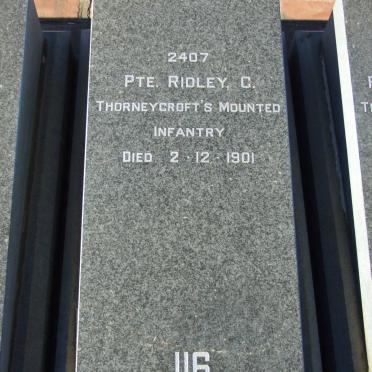 2407
PTE. RIDLEY, C.
THORNEYCROFT'S MOUNTED
INFANTRY
DIED 2 - 12 - 1901
116